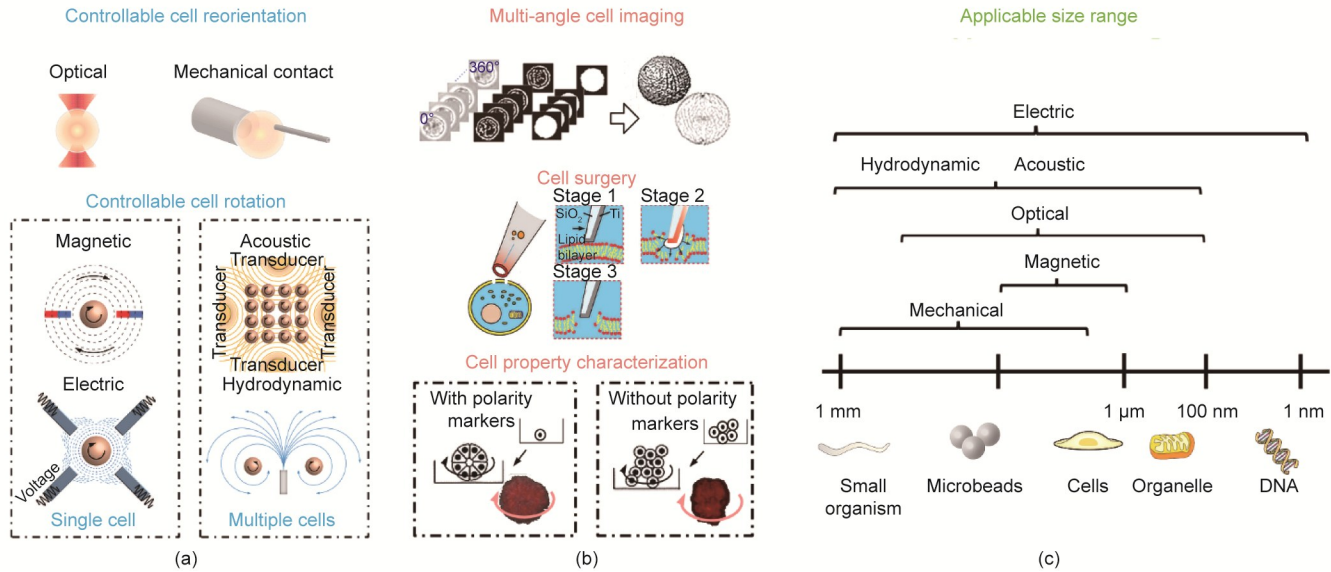 Controllable cell reorientation
Optical
Mechanical contact
Controllable cell rotation
Magnetic
Acoustic
Transducer
Transducer
Transducer
Transducer
Electric
Hydrodynamic
Voltage
Single cell
Multiple cells
(a)
Multi-angle cell imaging
360°
0°
Cell surgery
Stage 1
Stage 2
SiO2
Ti
Lipid
bilayer
Stage 3
Cell property characterization
With polarity
markers
Without polarity
markers
(b)
Applicable size range
Electric
Hydrodynamic
Acoustic
Optical
Magnetic
Mechanical
1 mm
1 μm
100 nm
1 nm
Small
organism
Microbeads
Cells
Organelle
DNA
(c)